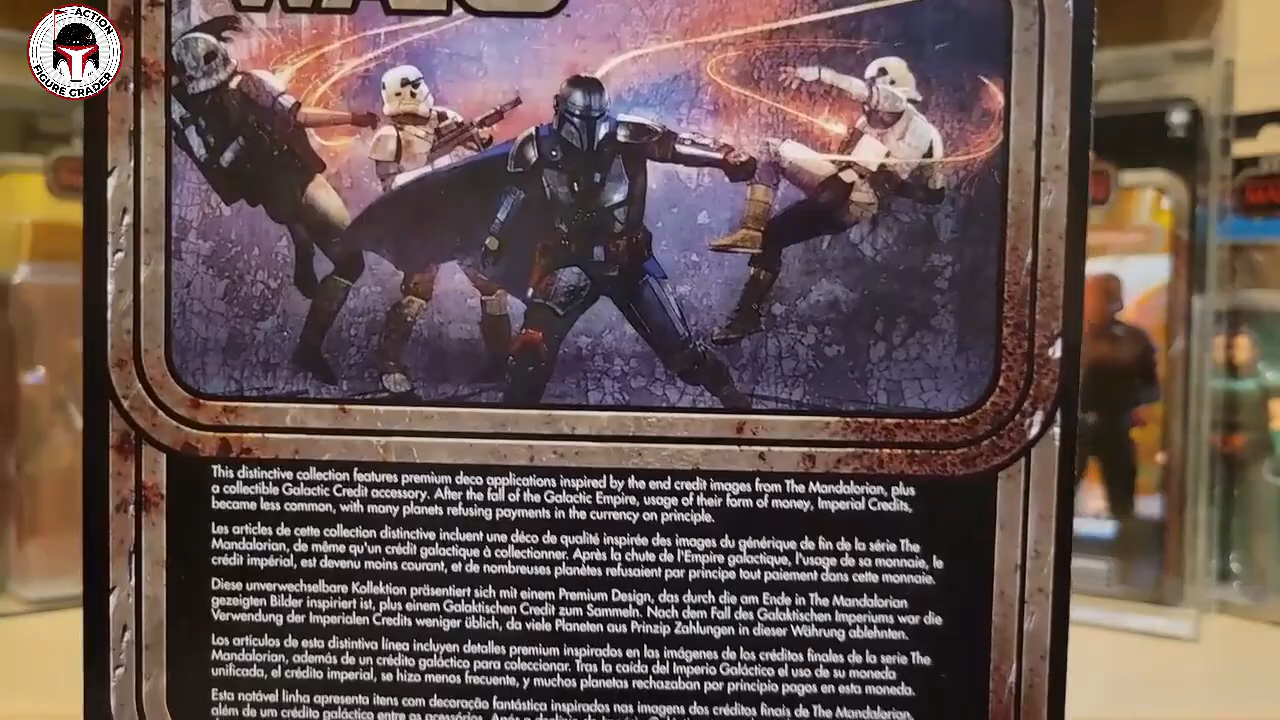 ACTION
FIGURE GRADER
WARS
This distinctive collection features premium deco applications inspired by the end credit images from The Mandalorian, plus
a collectible Galactic Credit accessory. After the fall of the Galactic Empire, usage of their form of money, Imperial Credits,
became less common, with many planets refusing payments in the currency on principle.
Les articles de cette collection distinctive incluent une déco de qualité inspirée des images du générique de fin de la série The
Mandalorian, de même qu'un crédit galactique à collectionner. Après la chute de l'Empire galactique, l'usage de sa monnaie, le
crédit impérial, est devenu moins courant, et de nombreuses planètes refusaient par principe tout paiement dans cette monnaie.
Diese unverwechselbare Kollektion präsentiert sich mit einem Premium Design, das durch die am Ende in The Mandalorian
gezeigten Bilder inspiriert ist, plus einem Galaktischen Credit zum Sammeln. Nach dem Fall des Galaktischen Imperiums war die
Verwendung der Imperialen Credits weniger üblich, da viele Planeten aus Prinzip Zahlungen in dieser Währung ablehnten.
Los artículos de esta distintiva línea incluyen detalles premium inspirados en las imágenes de los créditos finales de la serie The
Mandalorian, además de un crédito galáctico para coleccionar. Tras la caída del Imperio Galáctico el uso de su moneda
unificada, el crédito imperial, se hizo menos frecuente, y muchos planetas rechazaban por principio pagos en esta moneda.
Esta notável linha apresenta itens com decoração fantástica inspirados nas imagens dos créditos finais de The Mandalorian,
além de um crédito galáctico entre os acessórios. Após o